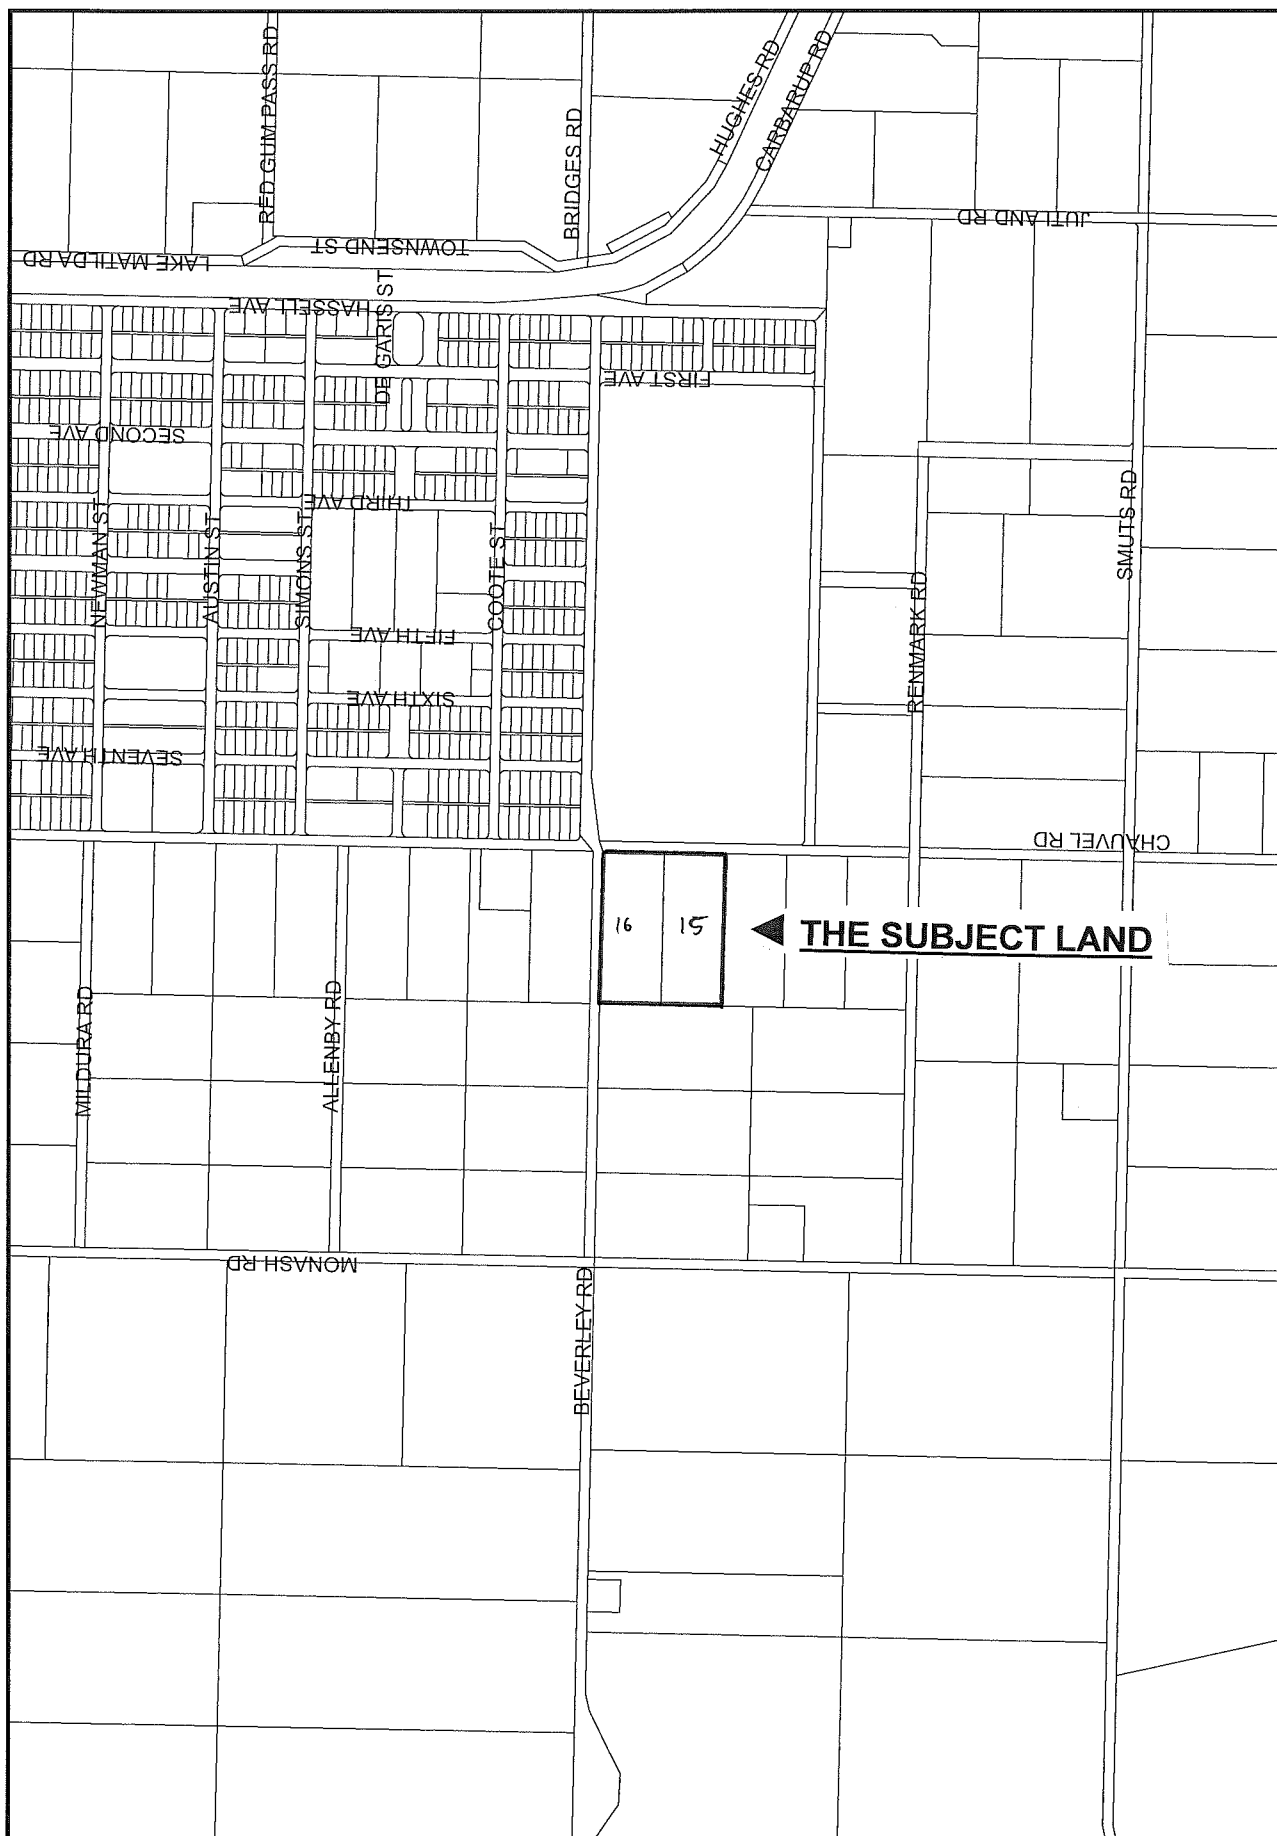 RED GUM PASS RD
BRIDGES RD
HUGHES RD
CARBARUP RD
JUTLAND RD
LAKE MATILDA RD
TOWNSEND ST
HASSELL AVE
DE GARIS ST
FIRST AVE
SECOND AVE
THIRD AVE
NEWMAN ST
AUSTIN ST
SIMONS ST
COOTE ST
SMUTS RD
RENMARK RD
FIFTH AVE
SIXTH AVE
SEVENTH AVE
CHAUVEL RD
16
15
THE SUBJECT LAND
MILDURA RD
ALLENBY RD
MONASH RD
BEVERLEY RD